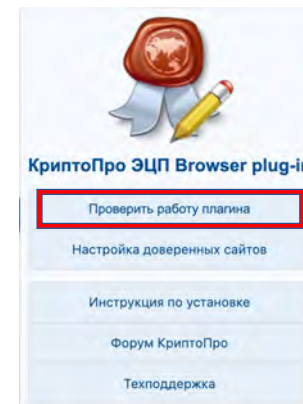 КриптоПро ЭЦП Browser plug-in
Проверить работу плагина
Настройка доверенных сайтов
Инструкция по установке
Форум КриптоПро
Техподдержка